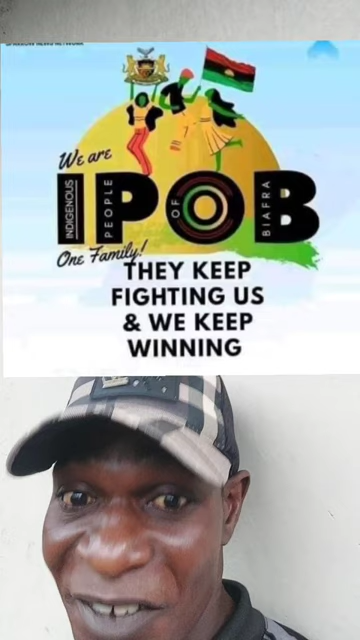 We are
IPOB
INDIGENOUS
PEOPLE
OF
BIAFRA
One Family!
THEY KEEP
FIGHTING US
& WE KEEP
WINNING